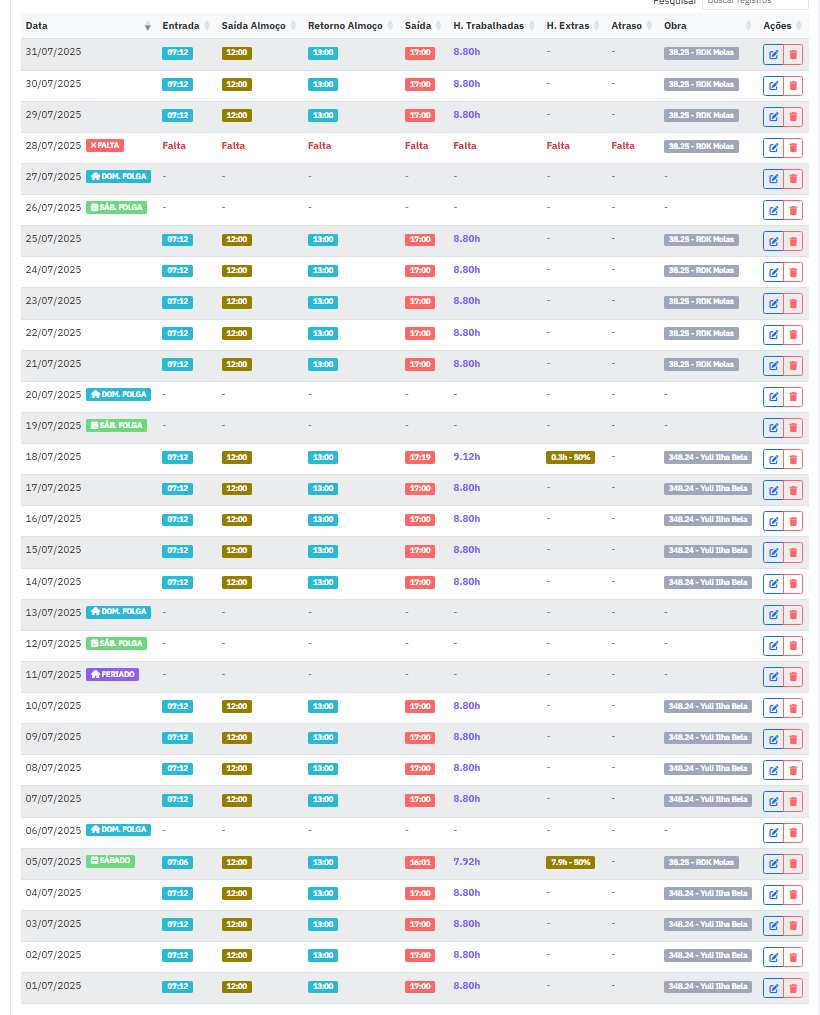 Pesquisar Buscar registros
Data Entrada Saída Almoço Retorno Almoço Saída H. Trabalhadas H. Extras Atraso Obra Ações
31/07/2025 07:12 12:00 13:00 17:00 8.80h - - 38.25 - RDK Molas
30/07/2025 07:12 12:00 13:00 17:00 8.80h - - 38.25 - RDK Molas
29/07/2025 07:12 12:00 13:00 17:00 8.80h - - 38.25 - RDK Molas
28/07/2025 FALTA Falta Falta Falta Falta Falta Falta Falta 38.25 - RDK Molas
27/07/2025 DOM. FOLGA - - - - - - - -
26/07/2025 SÁB. FOLGA - - - - - - - -
25/07/2025 07:12 12:00 13:00 17:00 8.80h - - 38.25 - RDK Molas
24/07/2025 07:12 12:00 13:00 17:00 8.80h - - 38.25 - RDK Molas
23/07/2025 07:12 12:00 13:00 17:00 8.80h - - 38.25 - RDK Molas
22/07/2025 07:12 12:00 13:00 17:00 8.80h - - 38.25 - RDK Molas
21/07/2025 07:12 12:00 13:00 17:00 8.80h - - 38.25 - RDK Molas
20/07/2025 DOM. FOLGA - - - - - - - -
19/07/2025 SÁB. FOLGA - - - - - - - -
18/07/2025 07:12 12:00 13:00 17:19 9.12h 0.3h - 50% - 348.24 - Yuli Ilha Bela
17/07/2025 07:12 12:00 13:00 17:00 8.80h - - 348.24 - Yuli Ilha Bela
16/07/2025 07:12 12:00 13:00 17:00 8.80h - - 348.24 - Yuli Ilha Bela
15/07/2025 07:12 12:00 13:00 17:00 8.80h - - 348.24 - Yuli Ilha Bela
14/07/2025 07:12 12:00 13:00 17:00 8.80h - - 348.24 - Yuli Ilha Bela
13/07/2025 DOM. FOLGA - - - - - - - -
12/07/2025 SÁB. FOLGA - - - - - - - -
11/07/2025 FERIADO - - - - - - - -
10/07/2025 07:12 12:00 13:00 17:00 8.80h - - 348.24 - Yuli Ilha Bela
09/07/2025 07:12 12:00 13:00 17:00 8.80h - - 348.24 - Yuli Ilha Bela
08/07/2025 07:12 12:00 13:00 17:00 8.80h - - 348.24 - Yuli Ilha Bela
07/07/2025 07:12 12:00 13:00 17:00 8.80h - - 348.24 - Yuli Ilha Bela
06/07/2025 DOM. FOLGA - - - - - - - -
05/07/2025 SÁBADO 07:06 12:00 13:00 16:01 7.92h 7.9h - 50% - 38.25 - RDK Molas
04/07/2025 07:12 12:00 13:00 17:00 8.80h - - 348.24 - Yuli Ilha Bela
03/07/2025 07:12 12:00 13:00 17:00 8.80h - - 348.24 - Yuli Ilha Bela
02/07/2025 07:12 12:00 13:00 17:00 8.80h - - 348.24 - Yuli Ilha Bela
01/07/2025 07:12 12:00 13:00 17:00 8.80h - - 348.24 - Yuli Ilha Bela